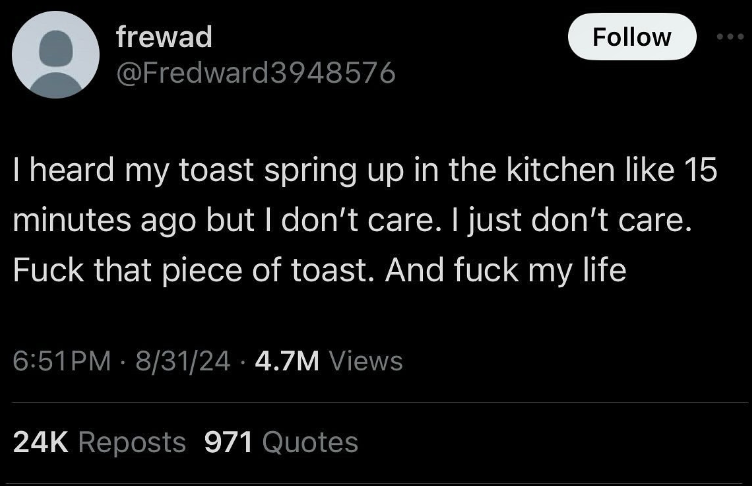 frewad
Follow
@Fredward3948576
I heard my toast spring up in the kitchen like 15
minutes ago but I don’t care. I just don’t care.
Fuck that piece of toast. And fuck my life
6:51 PM · 8/31/24 · 4.7M Views
24K Reposts 971 Quotes